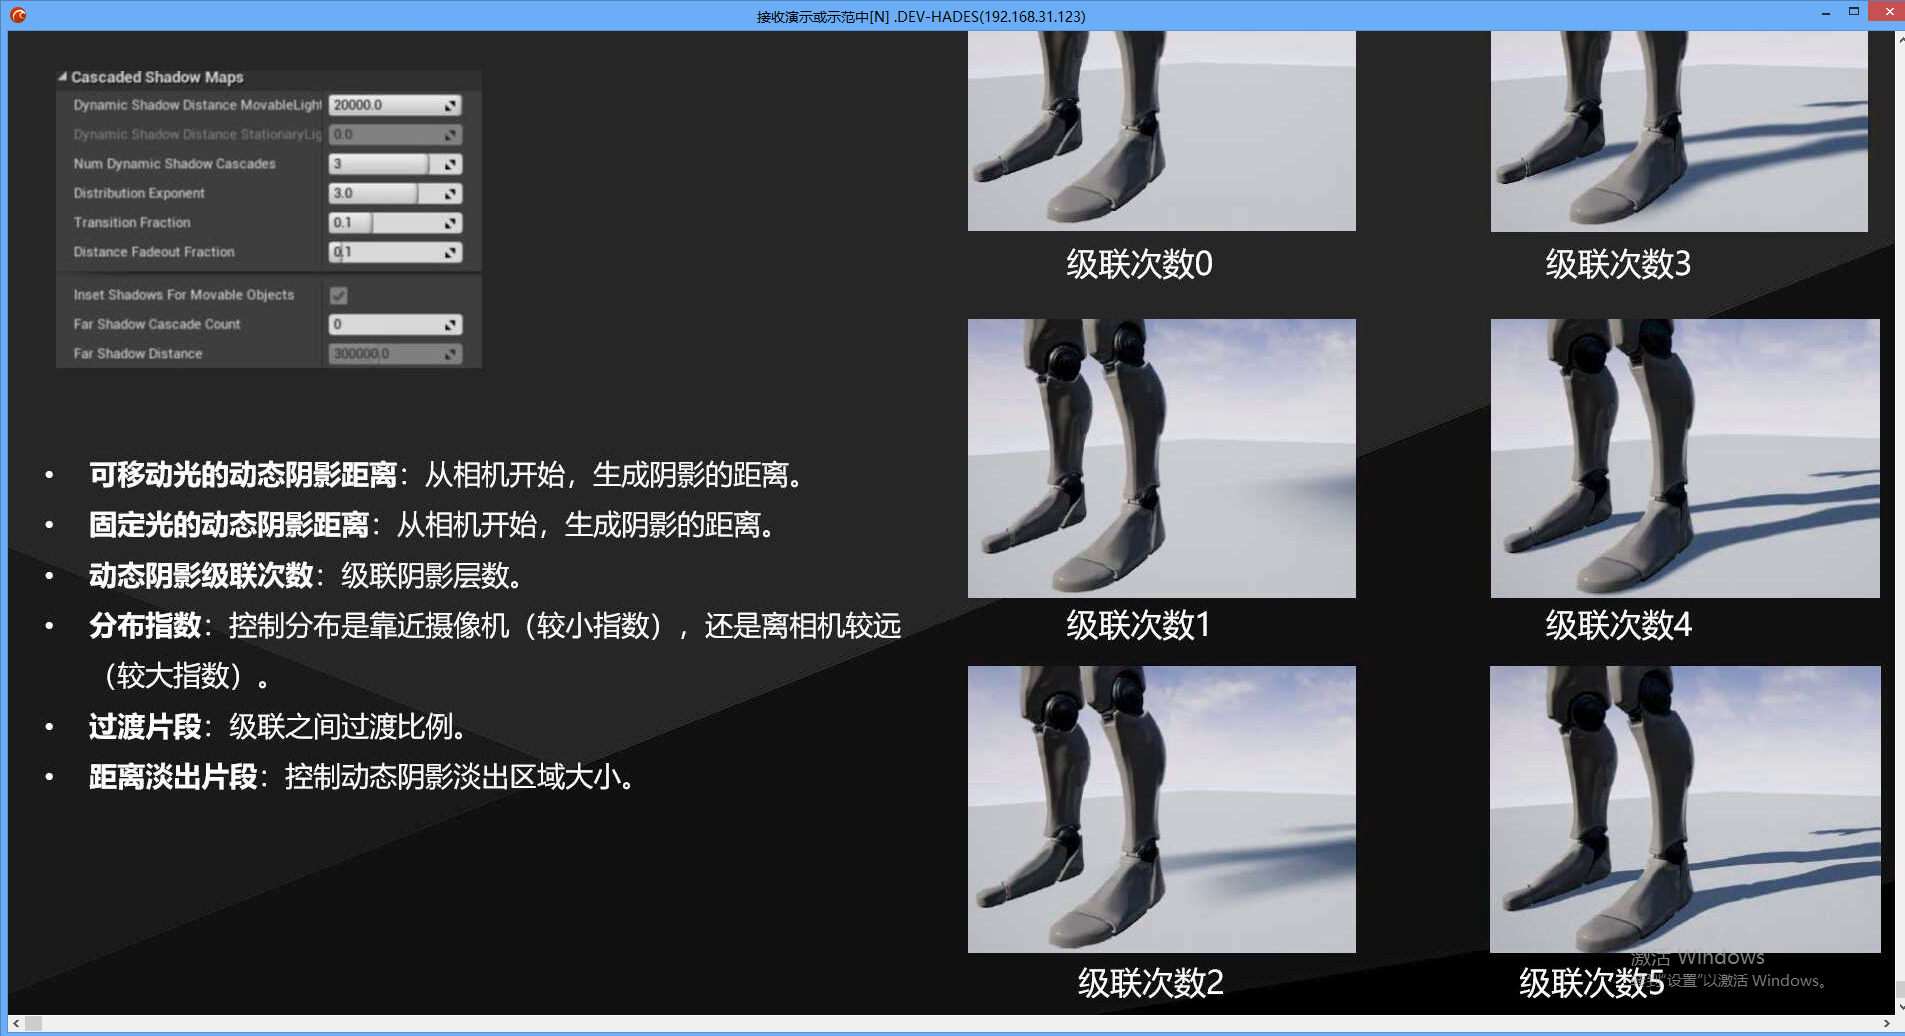 接收演示或示范中[N] .DEV-HADES(192.168.31.123)
Cascaded Shadow Maps
Dynamic Shadow Distance MovableLight 20000.0
Dynamic Shadow Distance StationaryLig 0.0
Num Dynamic Shadow Cascades 3
Distribution Exponent 3.0
Transition Fraction 0.1
Distance Fadeout Fraction 0.1
Inset Shadows For Movable Objects
Far Shadow Cascade Count 0
Far Shadow Distance 300000.0
• 可移动光的动态阴影距离：从相机开始，生成阴影的距离。
• 固定光的动态阴影距离：从相机开始，生成阴影的距离。
• 动态阴影级联次数：级联阴影层数。
• 分布指数：控制分布是靠近摄像机（较小指数），还是离相机较远
（较大指数）。
• 过渡片段：级联之间过渡比例。
• 距离淡出片段：控制动态阴影淡出区域大小。
级联次数0
级联次数3
级联次数1
级联次数4
级联次数2
级联次数5
激活 Windows
"设置"以激活 Windows。